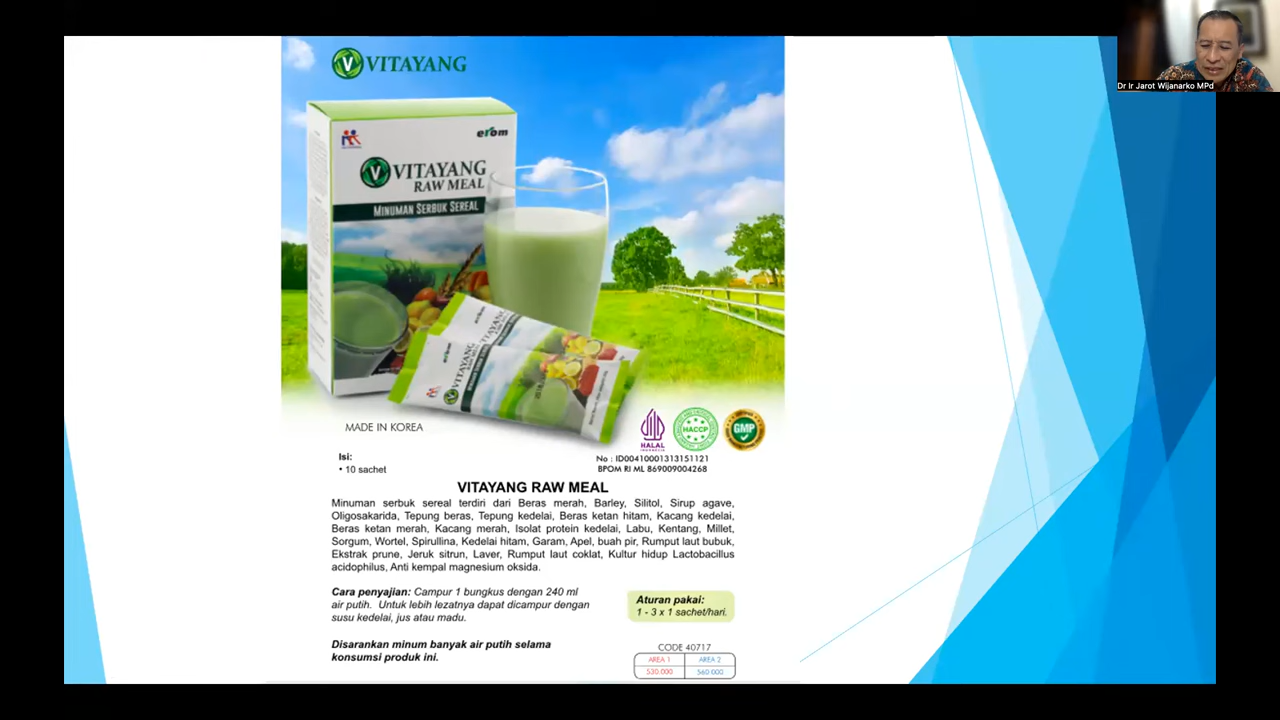 VITAYANG
Dr Ir Jarot Wijanarko MPd
erom
VITAYANG
RAW MEAL
MINUMAN SERBUK SEREAL
MADE IN KOREA
HALAL
INDONESIA
HACCP
GMP
Isi:
• 10 sachet
No : ID00410001313151121
BPOM RI ML 869009004268
VITAYANG RAW MEAL
Minuman serbuk sereal terdiri dari Beras merah, Barley, Silitol, Sirup agave,
Oligosakarida, Tepung beras, Tepung kedelai, Beras ketan hitam, Kacang kedelai,
Beras ketan merah, Kacang merah, Isolat protein kedelai, Labu, Kentang, Millet,
Sorgum, Wortel, Spirullina, Kedelai hitam, Garam, Apel, buah pir, Rumput laut bubuk,
Ekstrak prune, Jeruk sitrun, Laver, Rumput laut coklat, Kultur hidup Lactobacillus
acidophilus, Anti kempal magnesium oksida.
Cara penyajian: Campur 1 bungkus dengan 240 ml
air putih. Untuk lebih lezatnya dapat dicampur dengan
susu kedelai, jus atau madu.
Aturan pakai:
1 - 3 x 1 sachet/hari.
Disarankan minum banyak air putih selama
konsumsi produk ini.
CODE 40717
AREA 1 AREA 2
530.000 560.000